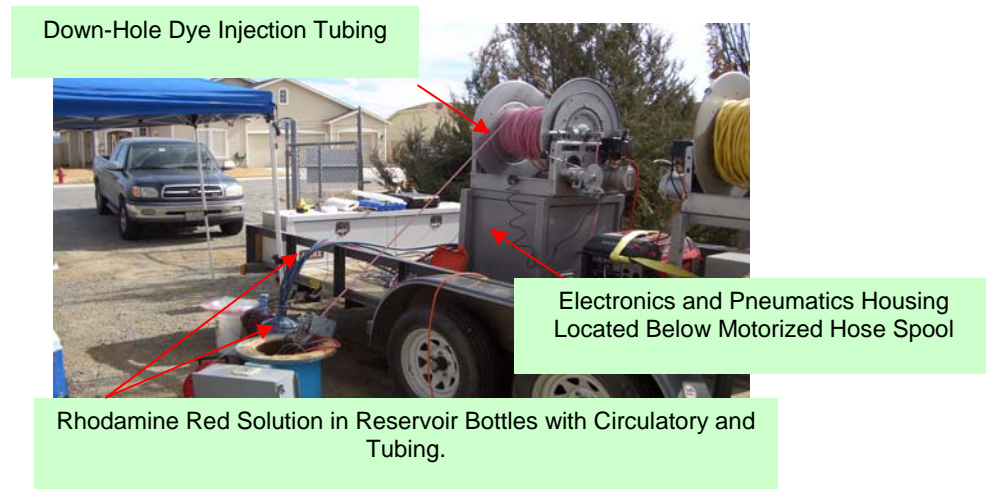 Down-Hole Dye Injection Tubing
Electronics and Pneumatics Housing
Located Below Motorized Hose Spool
Rhodamine Red Solution in Reservoir Bottles with Circulatory and
Tubing.